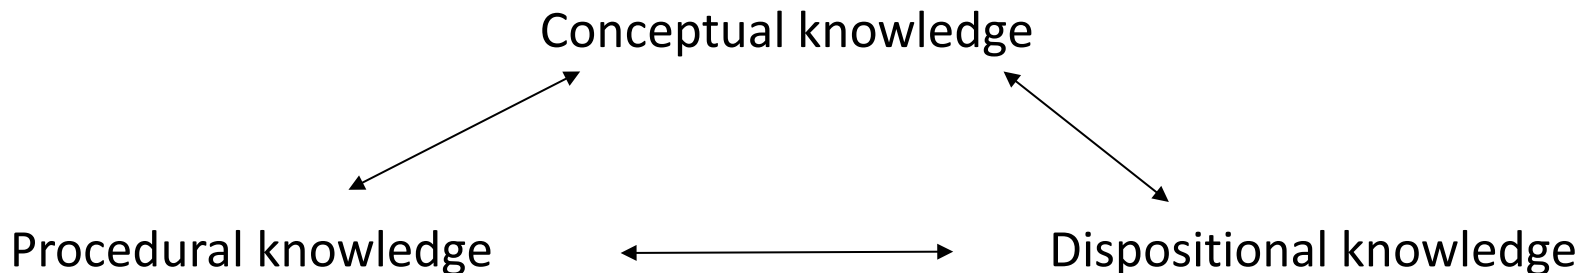 Conceptual knowledge
Procedural knowledge
Dispositional knowledge